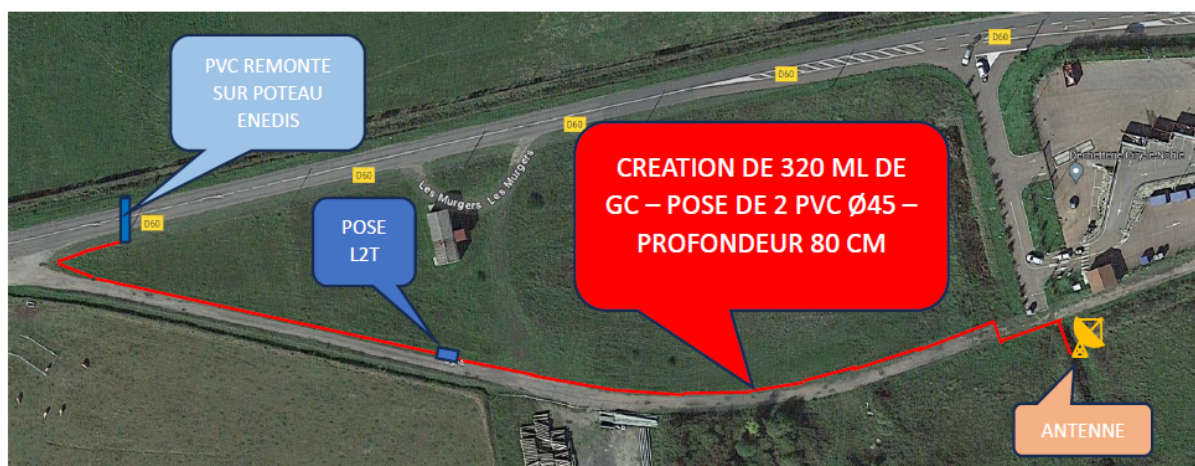 D60
PVC REMONTE
SUR POTEAU
ENEDIS
D60
D60
D60
Les Murgers
Les Murgers
CREATION DE 320 ML DE
GC – POSE DE 2 PVC Ø45 –
PROFONDEUR 80 CM
D60
D60
POSE
L2T
ANTENNE